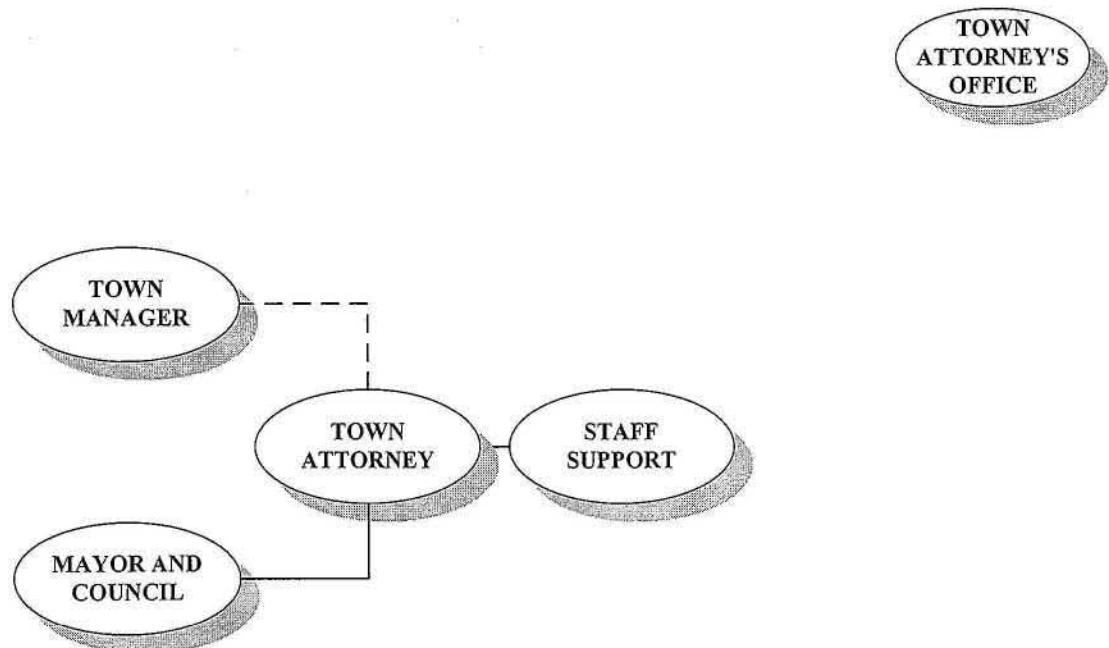 TOWN
ATTORNEY'S
OFFICE
TOWN
MANAGER
TOWN
ATTORNEY
STAFF
SUPPORT
MAYOR AND
COUNCIL